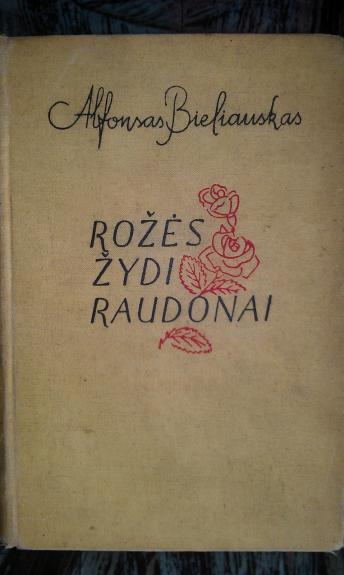 Alfonsas Bieliauskas
ROŽĖS
ŽYDI
RAUDONAI